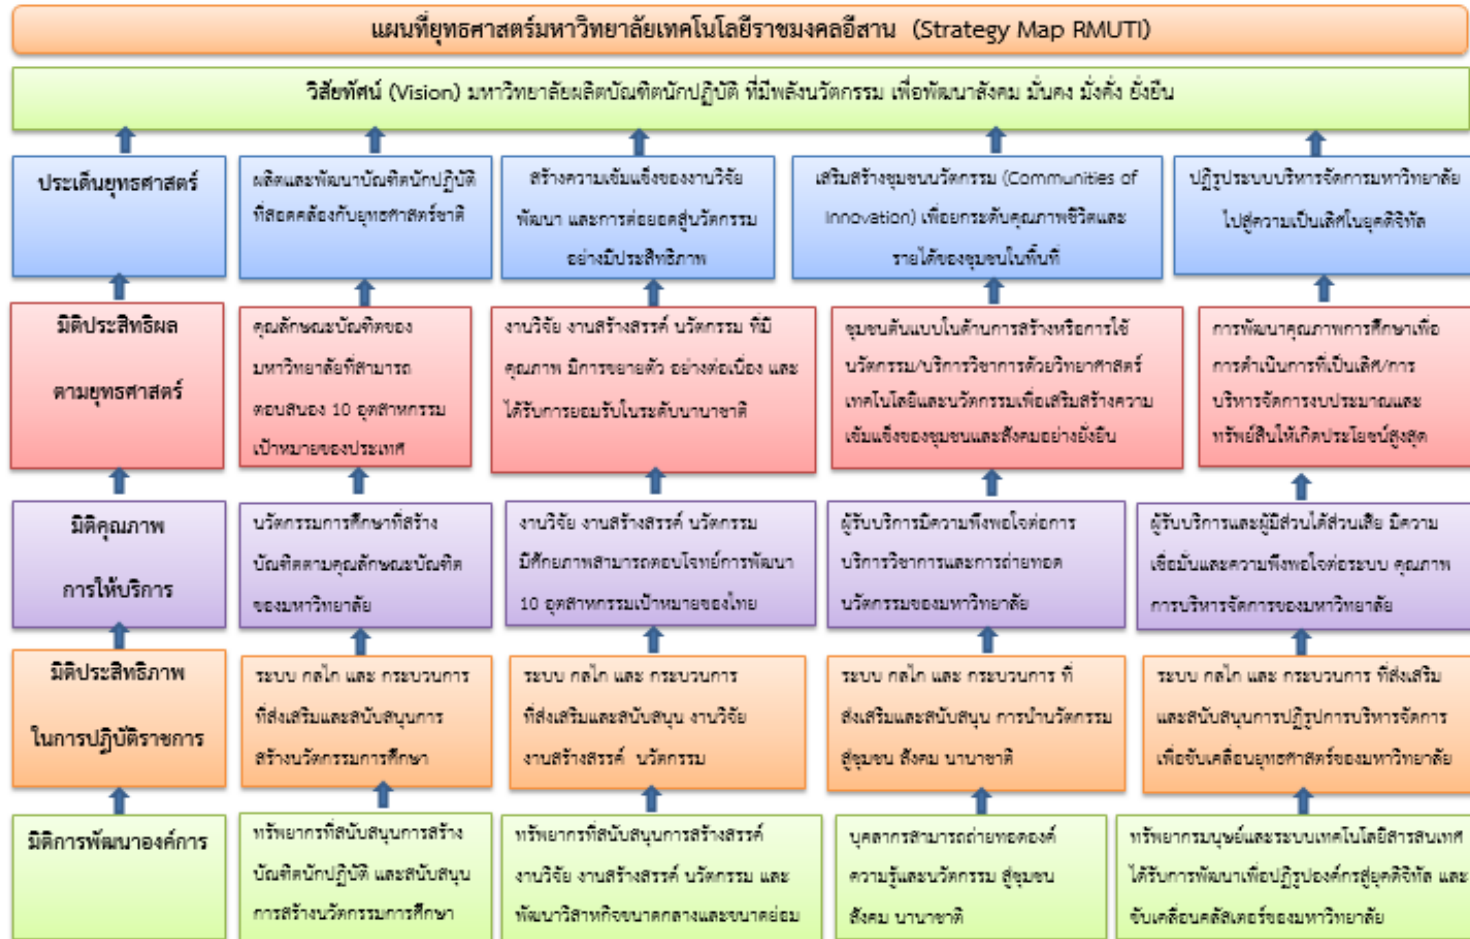 แผนที่ยุทธศาสตร์มหาวิทยาลัยเทคโนโลยีราชมงคลอีสาน (Strategy Map RMUTI)
วิสัยทัศน์ (Vision) มหาวิทยาลัยผลิตบัณฑิตนักปฏิบัติ ที่มีพลังนวัตกรรม เพื่อพัฒนาสังคม มั่นคง มั่งคั่ง ยั่งยืน
ประเด็นยุทธศาสตร์
ผลิตและพัฒนาบัณฑิตนักปฏิบัติ
ที่สอดคล้องกับยุทธศาสตร์ชาติ
สร้างความเข้มแข็งของงานวิจัย
พัฒนา และการต่อยอดสู่นวัตกรรม
อย่างมีประสิทธิภาพ
เสริมสร้างชุมชนนวัตกรรม (Communities of
Innovation) เพื่อยกระดับคุณภาพชีวิตและ
รายได้ของชุมชนในพื้นที่
ปฏิรูประบบบริหารจัดการมหาวิทยาลัย
ไปสู่ความเป็นเลิศในยุคดิจิทัล
มิติประสิทธิผล
ตามยุทธศาสตร์
คุณลักษณะบัณฑิตของ
มหาวิทยาลัยที่สามารถ
ตอบสนอง 10 อุตสาหกรรม
เป้าหมายของประเทศ
งานวิจัย งานสร้างสรรค์ นวัตกรรม ที่มี
คุณภาพ มีการขยายตัว อย่างต่อเนื่อง และ
ได้รับการยอมรับในระดับนานาชาติ
ชุมชนต้นแบบในด้านการสร้างหรือการใช้
นวัตกรรม/บริการวิชาการด้วยวิทยาศาสตร์
เทคโนโลยีและนวัตกรรมเพื่อเสริมสร้างความ
เข้มแข็งของชุมชนและสังคมอย่างยั่งยืน
การพัฒนาคุณภาพการศึกษาเพื่อ
การดำเนินการที่เป็นเลิศ/การ
บริหารจัดการงบประมาณและ
ทรัพย์สินให้เกิดประโยชน์สูงสุด
มิติคุณภาพ
การให้บริการ
นวัตกรรมการศึกษาที่สร้าง
บัณฑิตตามคุณลักษณะบัณฑิต
ของมหาวิทยาลัย
งานวิจัย งานสร้างสรรค์ นวัตกรรม
มีศักยภาพสามารถตอบโจทย์การพัฒนา
10 อุตสาหกรรมเป้าหมายของไทย
ผู้รับบริการมีความพึงพอใจต่อการ
บริการวิชาการและการถ่ายทอด
นวัตกรรมของมหาวิทยาลัย
ผู้รับบริการและผู้มีส่วนได้ส่วนเสีย มีความ
เชื่อมั่นและความพึงพอใจต่อระบบ คุณภาพ
การบริหารจัดการของมหาวิทยาลัย
มิติประสิทธิภาพ
ในการปฏิบัติราชการ
ระบบ กลไก และ กระบวนการ
ที่ส่งเสริมและสนับสนุนการ
สร้างนวัตกรรมการศึกษา
ระบบ กลไก และ กระบวนการ
ที่ส่งเสริมและสนับสนุน งานวิจัย
งานสร้างสรรค์ นวัตกรรม
ระบบ กลไก และ กระบวนการ ที่
ส่งเสริมและสนับสนุน การนำนวัตกรรม
สู่ชุมชน สังคม นานาชาติ
ระบบ กลไก และ กระบวนการ ที่ส่งเสริม
และสนับสนุนการปฏิรูปการบริหารจัดการ
เพื่อขับเคลื่อนยุทธศาสตร์ของมหาวิทยาลัย
มิติการพัฒนาองค์การ
ทรัพยากรที่สนับสนุนการสร้าง
บัณฑิตนักปฏิบัติ และสนับสนุน
การสร้างนวัตกรรมการศึกษา
ทรัพยากรที่สนับสนุนการสร้างสรรค์
งานวิจัย งานสร้างสรรค์ นวัตกรรม และ
พัฒนาวิสาหกิจขนาดกลางและขนาดย่อม
บุคลากรสามารถถ่ายทอดองค์
ความรู้และนวัตกรรม สู่ชุมชน
สังคม นานาชาติ
ทรัพยากรมนุษย์และระบบเทคโนโลยีสารสนเทศ
ได้รับการพัฒนาเพื่อปฏิรูปองค์กรสู่ยุคดิจิทัล และ
ขับเคลื่อนคลัสเตอร์ของมหาวิทยาลัย